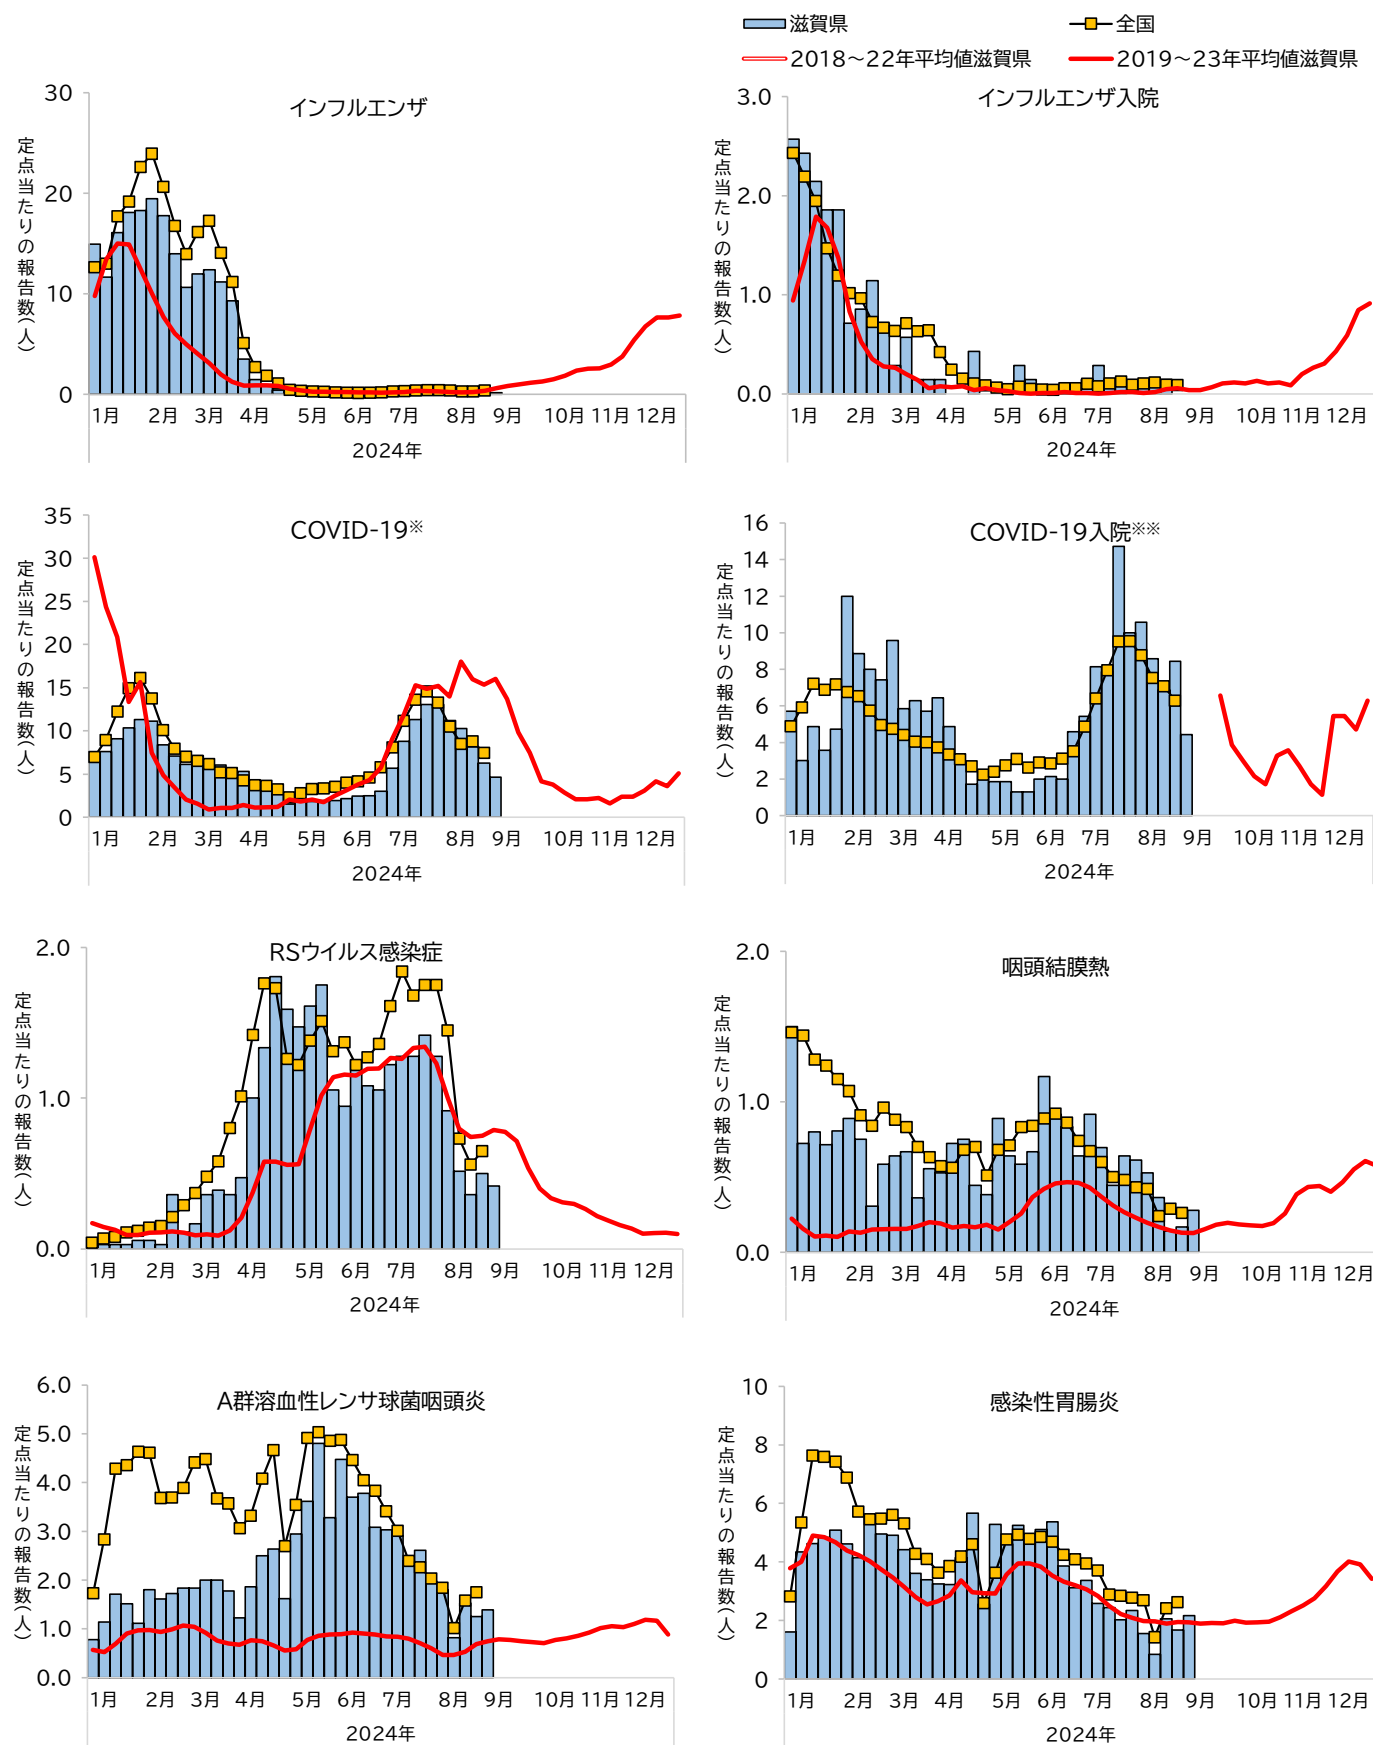 滋賀県 全国
2018～22年平均値滋賀県 2019～23年平均値滋賀県
インフルエンザ
定点当たりの報告数(人)
30
20
10
0
1月 2月 3月 4月 5月 6月 7月 8月 9月 10月 11月 12月
2024年
インフルエンザ入院
定点当たりの報告数(人)
3.0
2.0
1.0
0.0
1月 2月 3月 4月 5月 6月 7月 8月 9月 10月 11月 12月
2024年
COVID-19※
定点当たりの報告数(人)
35
30
25
20
15
10
5
0
1月 2月 3月 4月 5月 6月 7月 8月 9月 10月 11月 12月
2024年
COVID-19入院※※
定点当たりの報告数(人)
16
14
12
10
8
6
4
2
0
1月 2月 3月 4月 5月 6月 7月 8月 9月 10月 11月 12月
2024年
RSウイルス感染症
定点当たりの報告数(人)
2.0
1.0
0.0
1月 2月 3月 4月 5月 6月 7月 8月 9月 10月 11月 12月
2024年
咽頭結膜熱
定点当たりの報告数(人)
2.0
1.0
0.0
1月 2月 3月 4月 5月 6月 7月 8月 9月 10月 11月 12月
2024年
A群溶血性レンサ球菌咽頭炎
定点当たりの報告数(人)
6.0
5.0
4.0
3.0
2.0
1.0
0.0
1月 2月 3月 4月 5月 6月 7月 8月 9月 10月 11月 12月
2024年
感染性胃腸炎
定点当たりの報告数(人)
10
8
6
4
2
0
1月 2月 3月 4月 5月 6月 7月 8月 9月 10月 11月 12月
2024年